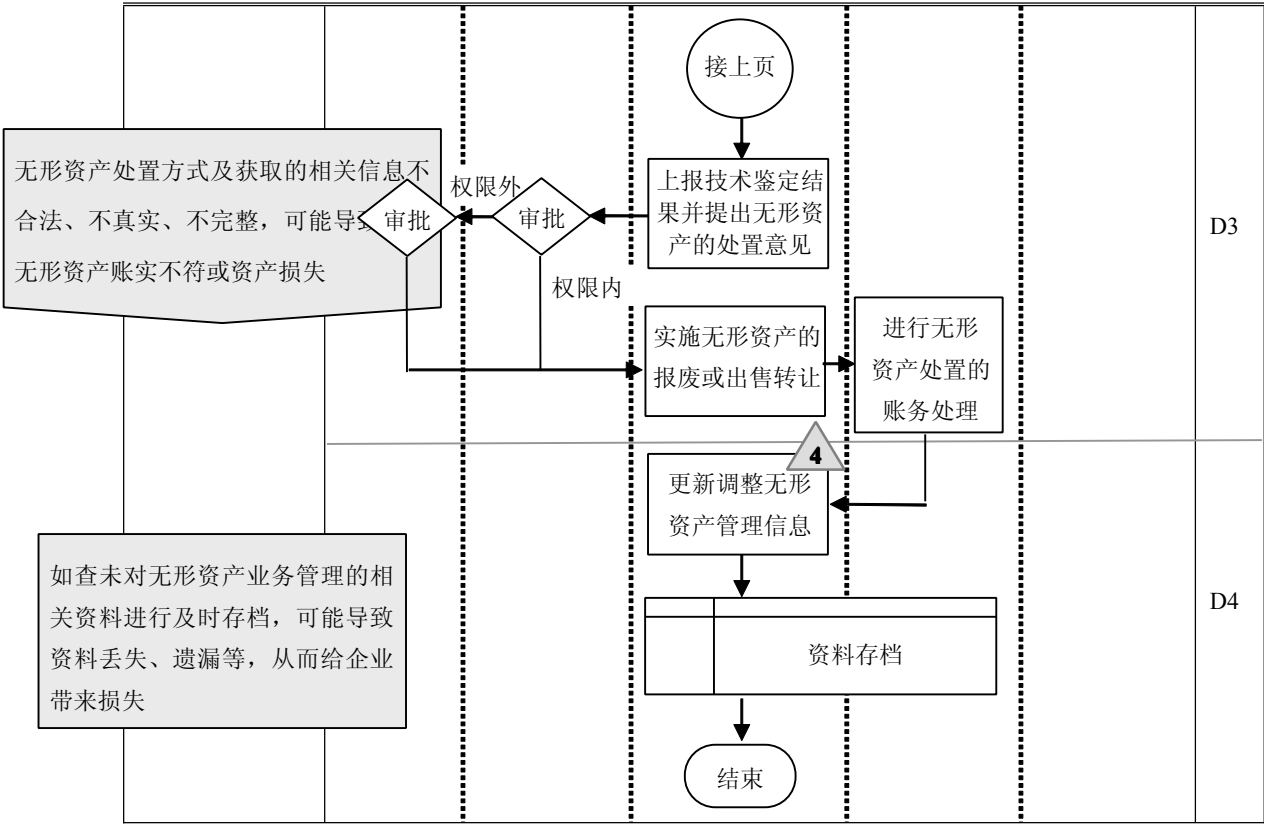 接上页
无形资产处置方式及获取的相关信息不
合法、不真实、不完整，可能导致
无形资产账实不符或资产损失
审批
权限外
审批
上报技术鉴定结
果并提出无形资
产的处置意见
D3
权限内
实施无形资产的
报废或出售转让
进行无形
资产处置的
账务处理
4
更新调整无形
资产管理信息
如查未对无形资产业务管理的相
关资料进行及时存档，可能导致
资料丢失、遗漏等，从而给企业
带来损失
D4
资料存档
结束